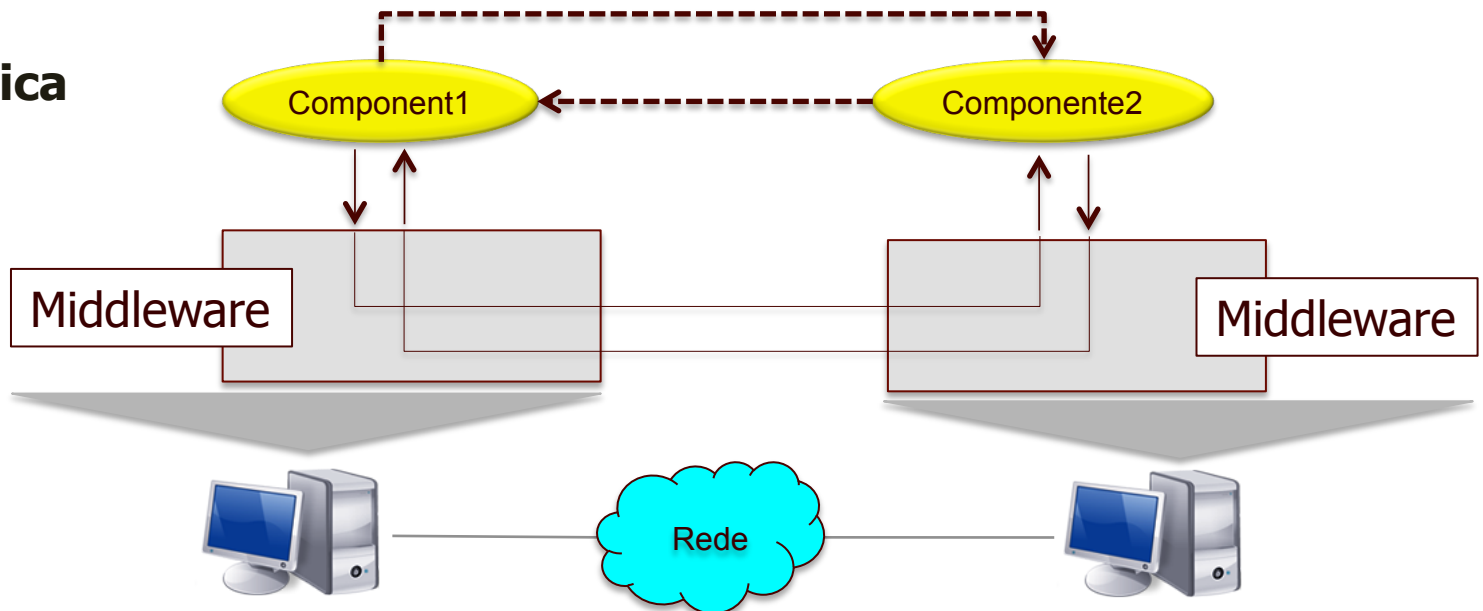 ica
Component1
Componente2
Middleware
Middleware
Rede